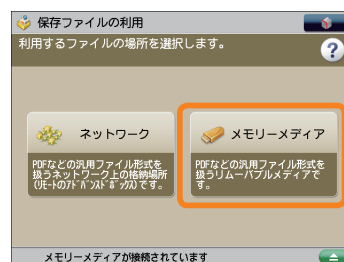 保存ファイルの利用
利用するファイルの場所を選択します。
?
ネットワーク
PDFなどの汎用ファイル形式を
扱うネットワーク上の格納場所
(リモートのアドバンスドボックス)です。
メモリーメディア
PDFなどの汎用ファイル形式を
扱うリムーバブルメディアで
す。
メモリーメディアが接続されています